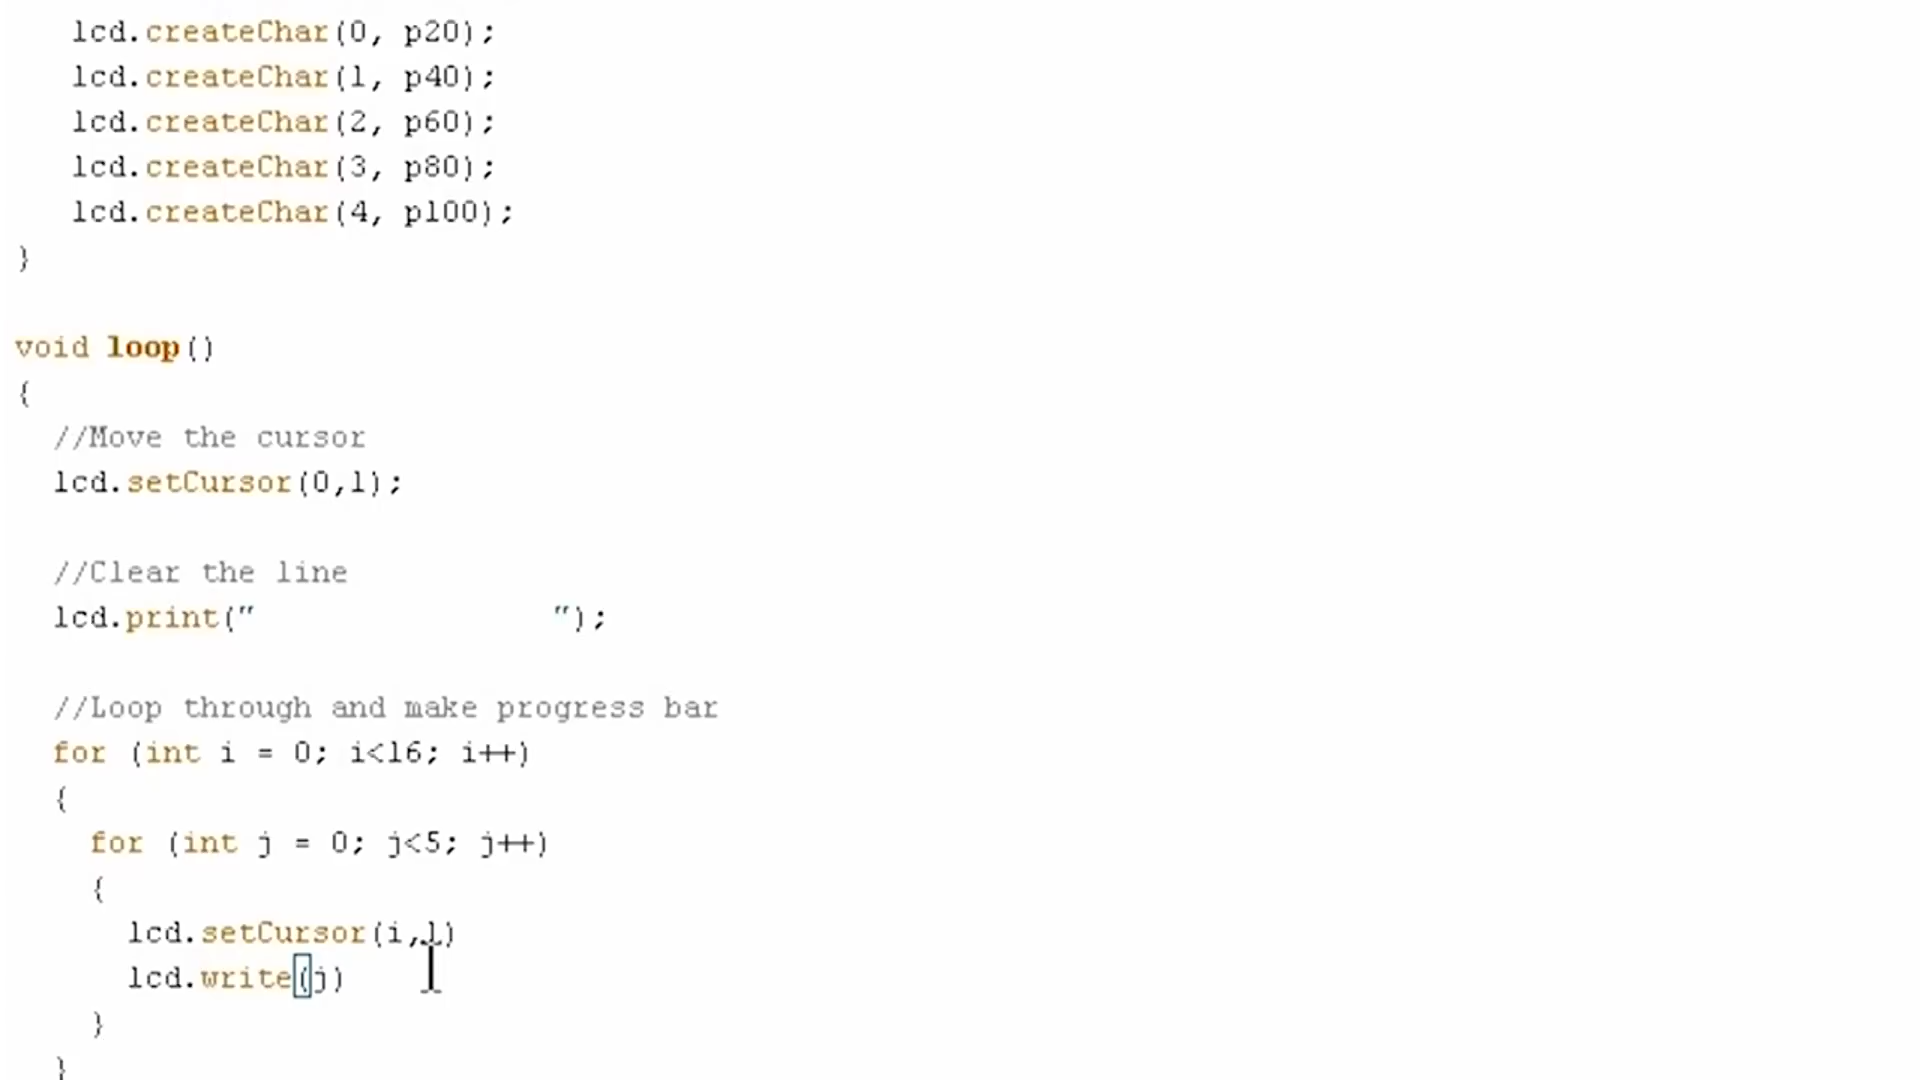 lcd.createChar(0, p20);
lcd.createChar(1, p40);
lcd.createChar(2, p60);
lcd.createChar(3, p80);
lcd.createChar(4, p100);
}
void loop()
{
//Move the cursor
lcd.setCursor(0,1);
//Clear the line
lcd.print("                ");
//Loop through and make progress bar
for (int i = 0; i<16; i++)
{
for (int j = 0; j<5; j++)
{
lcd.setCursor(i,1)
lcd.write(j)
}
}